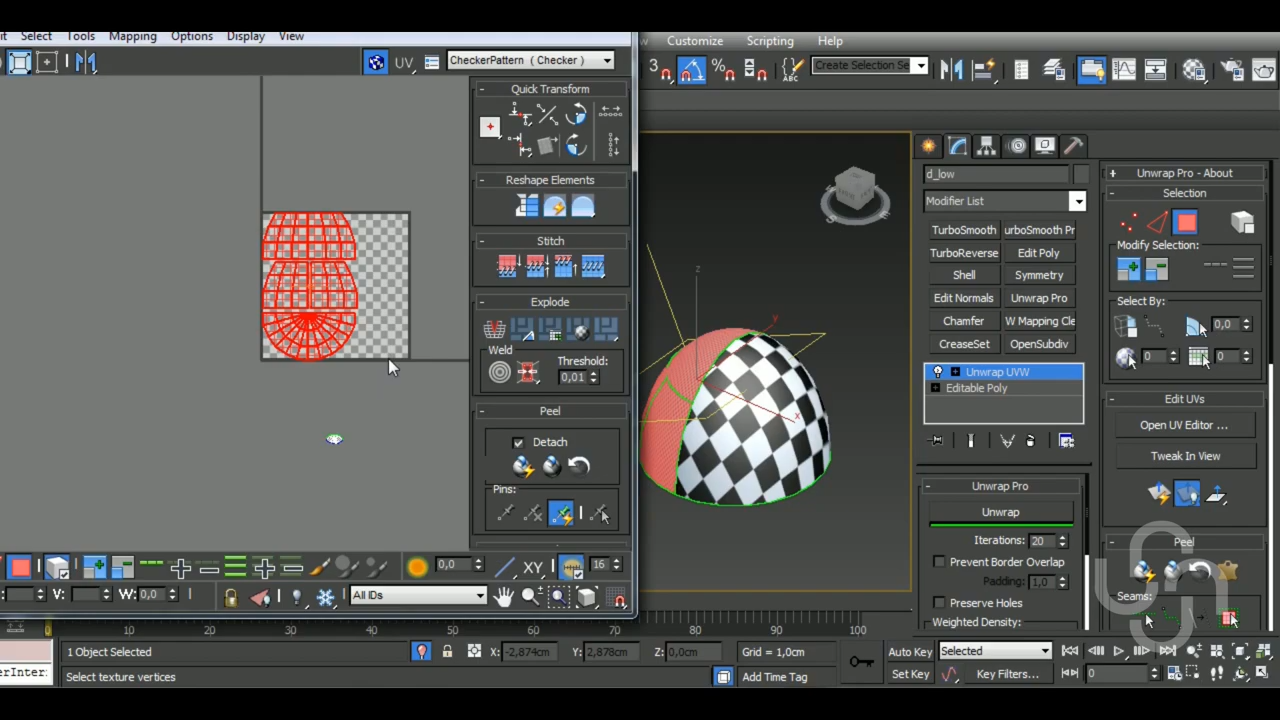 Select Tools Mapping Options Display View
UV
CheckerPattern ( Checker )
Quick Transform
Reshape Elements
Stitch
Explode
Weld
Threshold:
0,01
Peel
Detach
Pins:
0,0
XY
16
V:
W: 0,0
All IDs
Customize Scripting Help
3
%
ABC
Create Selection Se
z
y
x
d_low
Modifier List
TurboSmooth
urboSmooth Pr
TurboReverse
Edit Poly
Shell
Symmetry
Edit Normals
Unwrap Pro
Chamfer
W Mapping Cle
CreaseSet
OpenSubdiv
Unwrap UVW
Editable Poly
Unwrap Pro
Unwrap
Iterations: 20
Prevent Border Overlap
Padding: 1,0
Preserve Holes
Weighted Density:
Unwrap Pro - About
Selection
Modify Selection:
Select By:
0,0
0
0
Edit UVs
Open UV Editor ...
Tweak In View
Peel
Seams:
10 20 30 40 50 60 70 80 90 100
1 Object Selected
X: -2,874cm
Y: 2,878cm
Z: 0,0cm
Grid = 1,0cm
Auto Key
Selected
erInter:
Select texture vertices
Add Time Tag
Set Key
Key Filters...
0